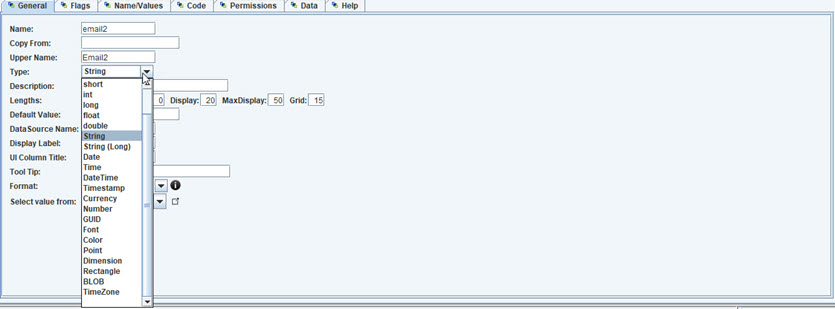 General Flags Name/Values Code Permissions Data Help
Name: email2
Copy From:
Upper Name: Email2
Type: String
Description:
Lengths: 0 Display: 20 MaxDisplay: 50 Grid: 15
Default Value:
DataSource Name:
Display Label:
UI Column Title:
Tool Tip:
Format:
Select value from:
short
int
long
float
double
String
String (Long)
Date
Time
DateTime
Timestamp
Currency
Number
GUID
Font
Color
Point
Dimension
Rectangle
BLOB
TimeZone